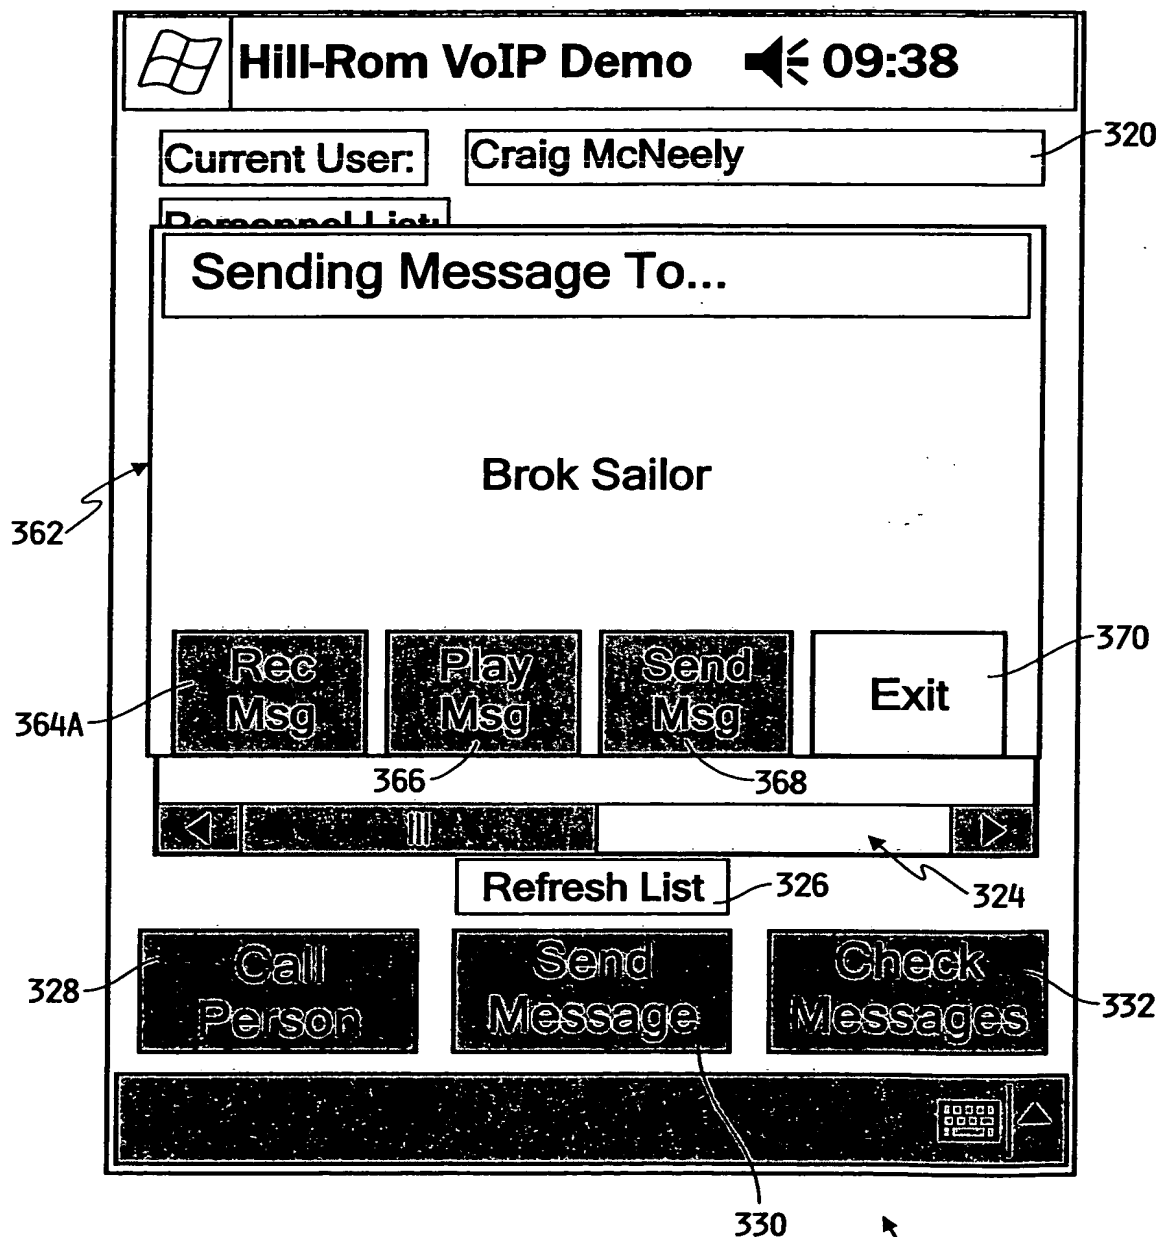 Hill-Rom VoIP Demo 09:38
Current User: Craig McNeely
320
Personnel List:
Sending Message To...
Brok Sailor
362
Rec Msg
Play Msg
Send Msg
Exit
370
364A
366
368
324
Refresh List
326
Call Person
Send Message
Check Messages
328
332
330